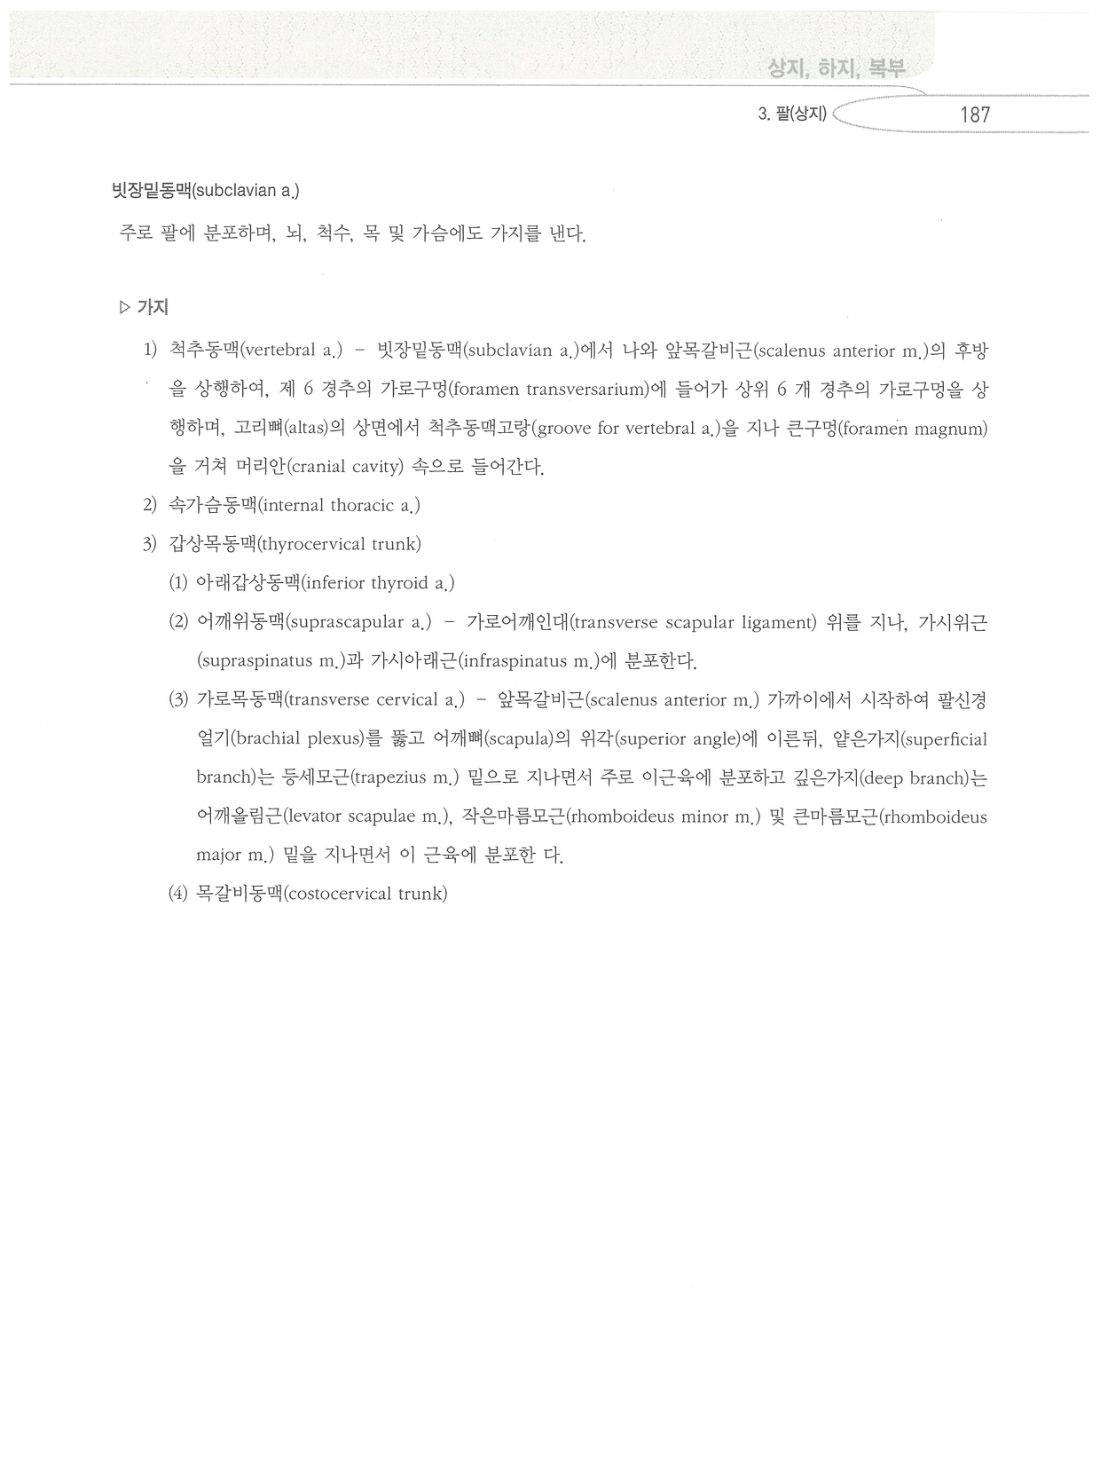 상지, 하지, 복부
3. 팔(상지)
187
빗장밑동맥(subclavian a.)
주로 팔에 분포하며, 뇌, 척수, 목 및 가슴에도 가지를 낸다.
▷ 가지
1) 척추동맥(vertebral a.) - 빗장밑동맥(subclavian a.)에서 나와 앞목갈비근(scalenus anterior m.)의 후방
을 상행하여, 제 6 경추의 가로구멍(foramen transversarium)에 들어가 상위 6 개 경추의 가로구멍을 상
행하며, 고리뼈(altas)의 상면에서 척추동맥고랑(groove for vertebral a.)을 지나 큰구멍(foramen magnum)
을 거쳐 머리안(cranial cavity) 속으로 들어간다.
2) 속가슴동맥(internal thoracic a.)
3) 갑상목동맥(thyrocervical trunk)
(1) 아래갑상동맥(inferior thyroid a.)
(2) 어깨위동맥(suprascapular a.) - 가로어깨인대(transverse scapular ligament) 위를 지나, 가시위근
(supraspinatus m.)과 가시아래근(infraspinatus m.)에 분포한다.
(3) 가로목동맥(transverse cervical a.) - 앞목갈비근(scalenus anterior m.) 가까이에서 시작하여 팔신경
얼기(brachial plexus)를 뚫고 어깨뼈(scapula)의 위각(superior angle)에 이른뒤, 얕은가지(superficial
branch)는 등세모근(trapezius m.) 밑으로 지나면서 주로 이근육에 분포하고 깊은가지(deep branch)는
어깨올림근(levator scapulae m.), 작은마름모근(rhomboideus minor m.) 및 큰마름모근(rhomboideus
major m.) 밑을 지나면서 이 근육에 분포한 다.
(4) 목갈비동맥(costocervical trunk)